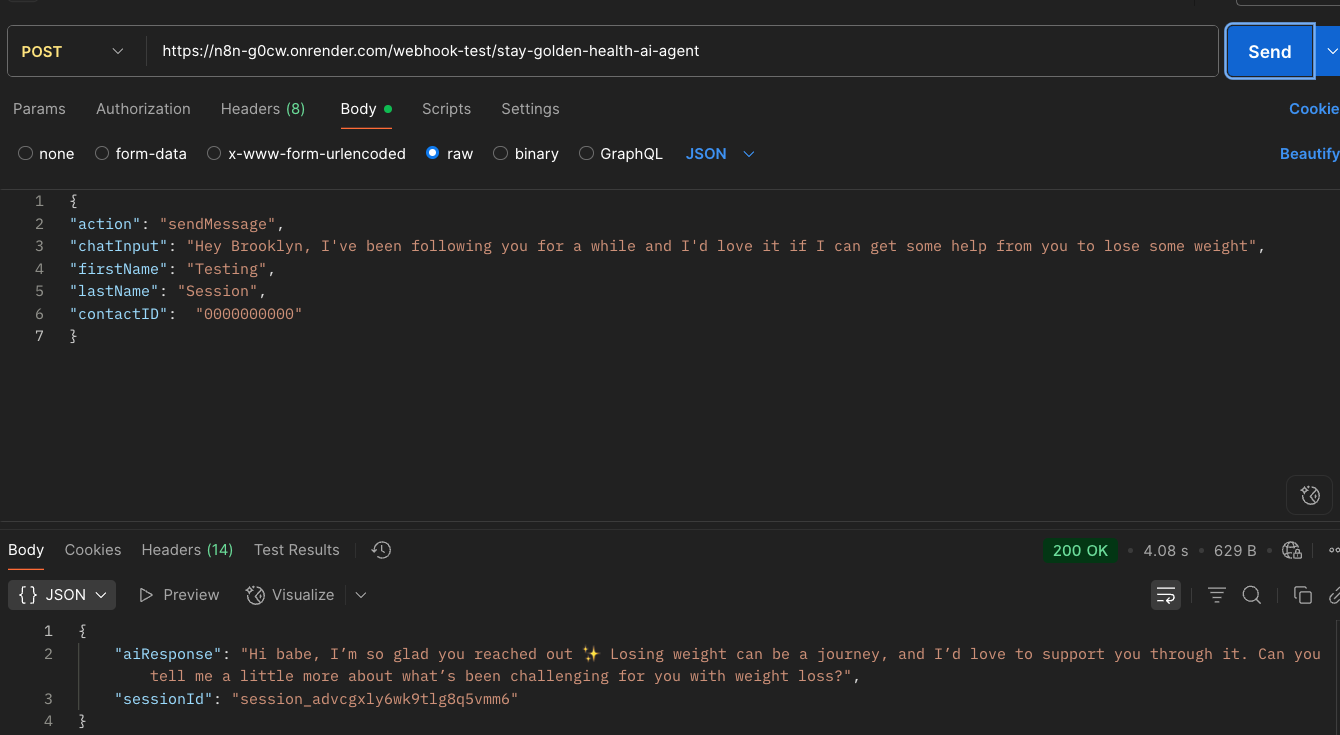 POST
https://n8n-g0cw.onrender.com/webhook-test/stay-golden-health-ai-agent
Send
Params Authorization Headers (8) Body Scripts Settings Cookie
none form-data x-www-form-urlencoded raw binary GraphQL JSON Beautify
1 {
2 "action": "sendMessage",
3 "chatInput": "Hey Brooklyn, I've been following you for a while and I'd love it if I can get some help from you to lose some weight",
4 "firstName": "Testing",
5 "lastName": "Session",
6 "contactID": "0000000000"
7 }
Body Cookies Headers (14) Test Results 200 OK • 4.08 s • 629 B •
{} JSON Preview Visualize
1 {
2 "aiResponse": "Hi babe, I’m so glad you reached out ✨ Losing weight can be a journey, and I’d love to support you through it. Can you
tell me a little more about what’s been challenging for you with weight loss?",
3 "sessionId": "session_advcgxly6wk9tlg8q5vmm6"
4 }